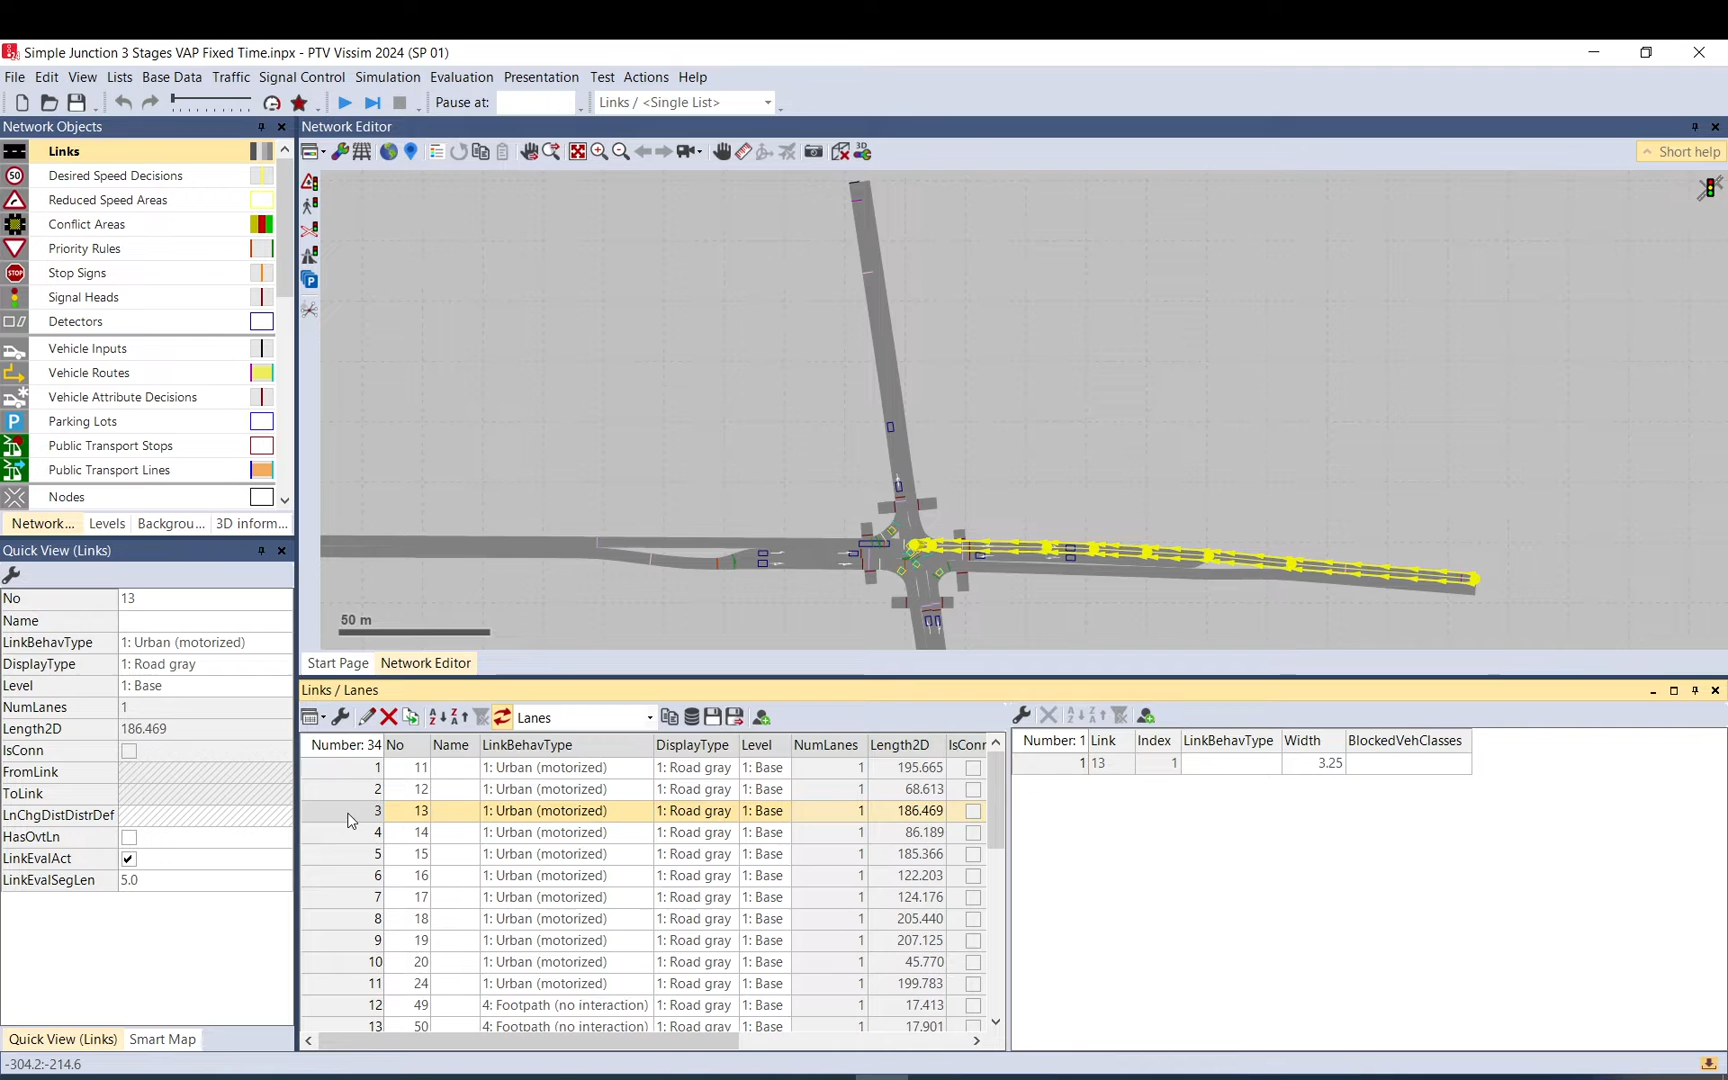 Simple Junction 3 Stages VAP Fixed Time.inpx - PTV Vissim 2024 (SP 01)
File Edit View Lists Base Data Traffic Signal Control Simulation Evaluation Presentation Test Actions Help
Pause at: Links / <Single List>
Network Objects
Links
Desired Speed Decisions
Reduced Speed Areas
Conflict Areas
Priority Rules
Stop Signs
Signal Heads
Detectors
Vehicle Inputs
Vehicle Routes
Vehicle Attribute Decisions
Parking Lots
Public Transport Stops
Public Transport Lines
Nodes
Network... Levels Backgrou... 3D inform...
Network Editor
Short help
50 m
Start Page Network Editor
Quick View (Links)
No 13
Name
LinkBehavType 1: Urban (motorized)
DisplayType 1: Road gray
Level 1: Base
NumLanes 1
Length2D 186.469
IsConn
FromLink
ToLink
LnChgDistDistrDef
HasOvtLn
LinkEvalAct
LinkEvalSegLen 5.0
Quick View (Links) Smart Map
Links / Lanes
Lanes
Number: 34 No Name LinkBehavType DisplayType Level NumLanes Length2D IsConn
1 11 1: Urban (motorized) 1: Road gray 1: Base 1 195.665
2 12 1: Urban (motorized) 1: Road gray 1: Base 1 68.613
3 13 1: Urban (motorized) 1: Road gray 1: Base 1 186.469
4 14 1: Urban (motorized) 1: Road gray 1: Base 1 86.189
5 15 1: Urban (motorized) 1: Road gray 1: Base 1 185.366
6 16 1: Urban (motorized) 1: Road gray 1: Base 1 122.203
7 17 1: Urban (motorized) 1: Road gray 1: Base 1 124.176
8 18 1: Urban (motorized) 1: Road gray 1: Base 1 205.440
9 19 1: Urban (motorized) 1: Road gray 1: Base 1 207.125
10 20 1: Urban (motorized) 1: Road gray 1: Base 1 45.770
11 24 1: Urban (motorized) 1: Road gray 1: Base 1 199.783
12 49 4: Footpath (no interaction) 1: Road gray 1: Base 1 17.413
13 50 4: Footpath (no interaction) 1: Road gray 1: Base 1 17.901
Number: 1 Link Index LinkBehavType Width BlockedVehClasses
1 13 1 3.25
-304.2:-214.6